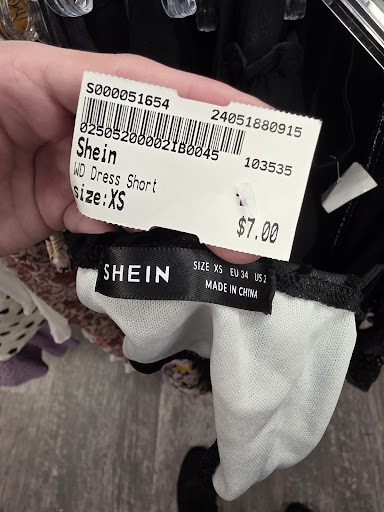 S000051654
24051880915
02505200002IB0045
103535
Shein
WD Dress Short
size:XS
$7.00
SHEIN
SIZE XS EU 34 US 2
MADE IN CHINA